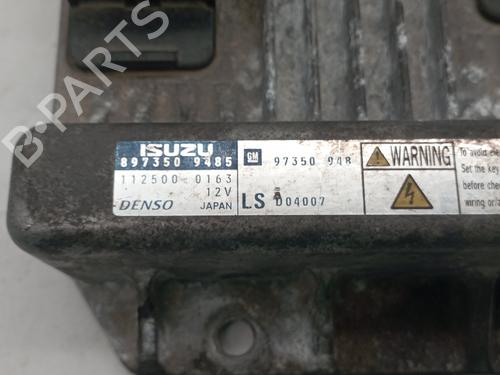 B-PARTS
ISUZU
897350 9485
112500-0163
12V
DENSO JAPAN
GM 97350 948
LS 004007
WARNING
To avoid
Set the key
before che
wiring or